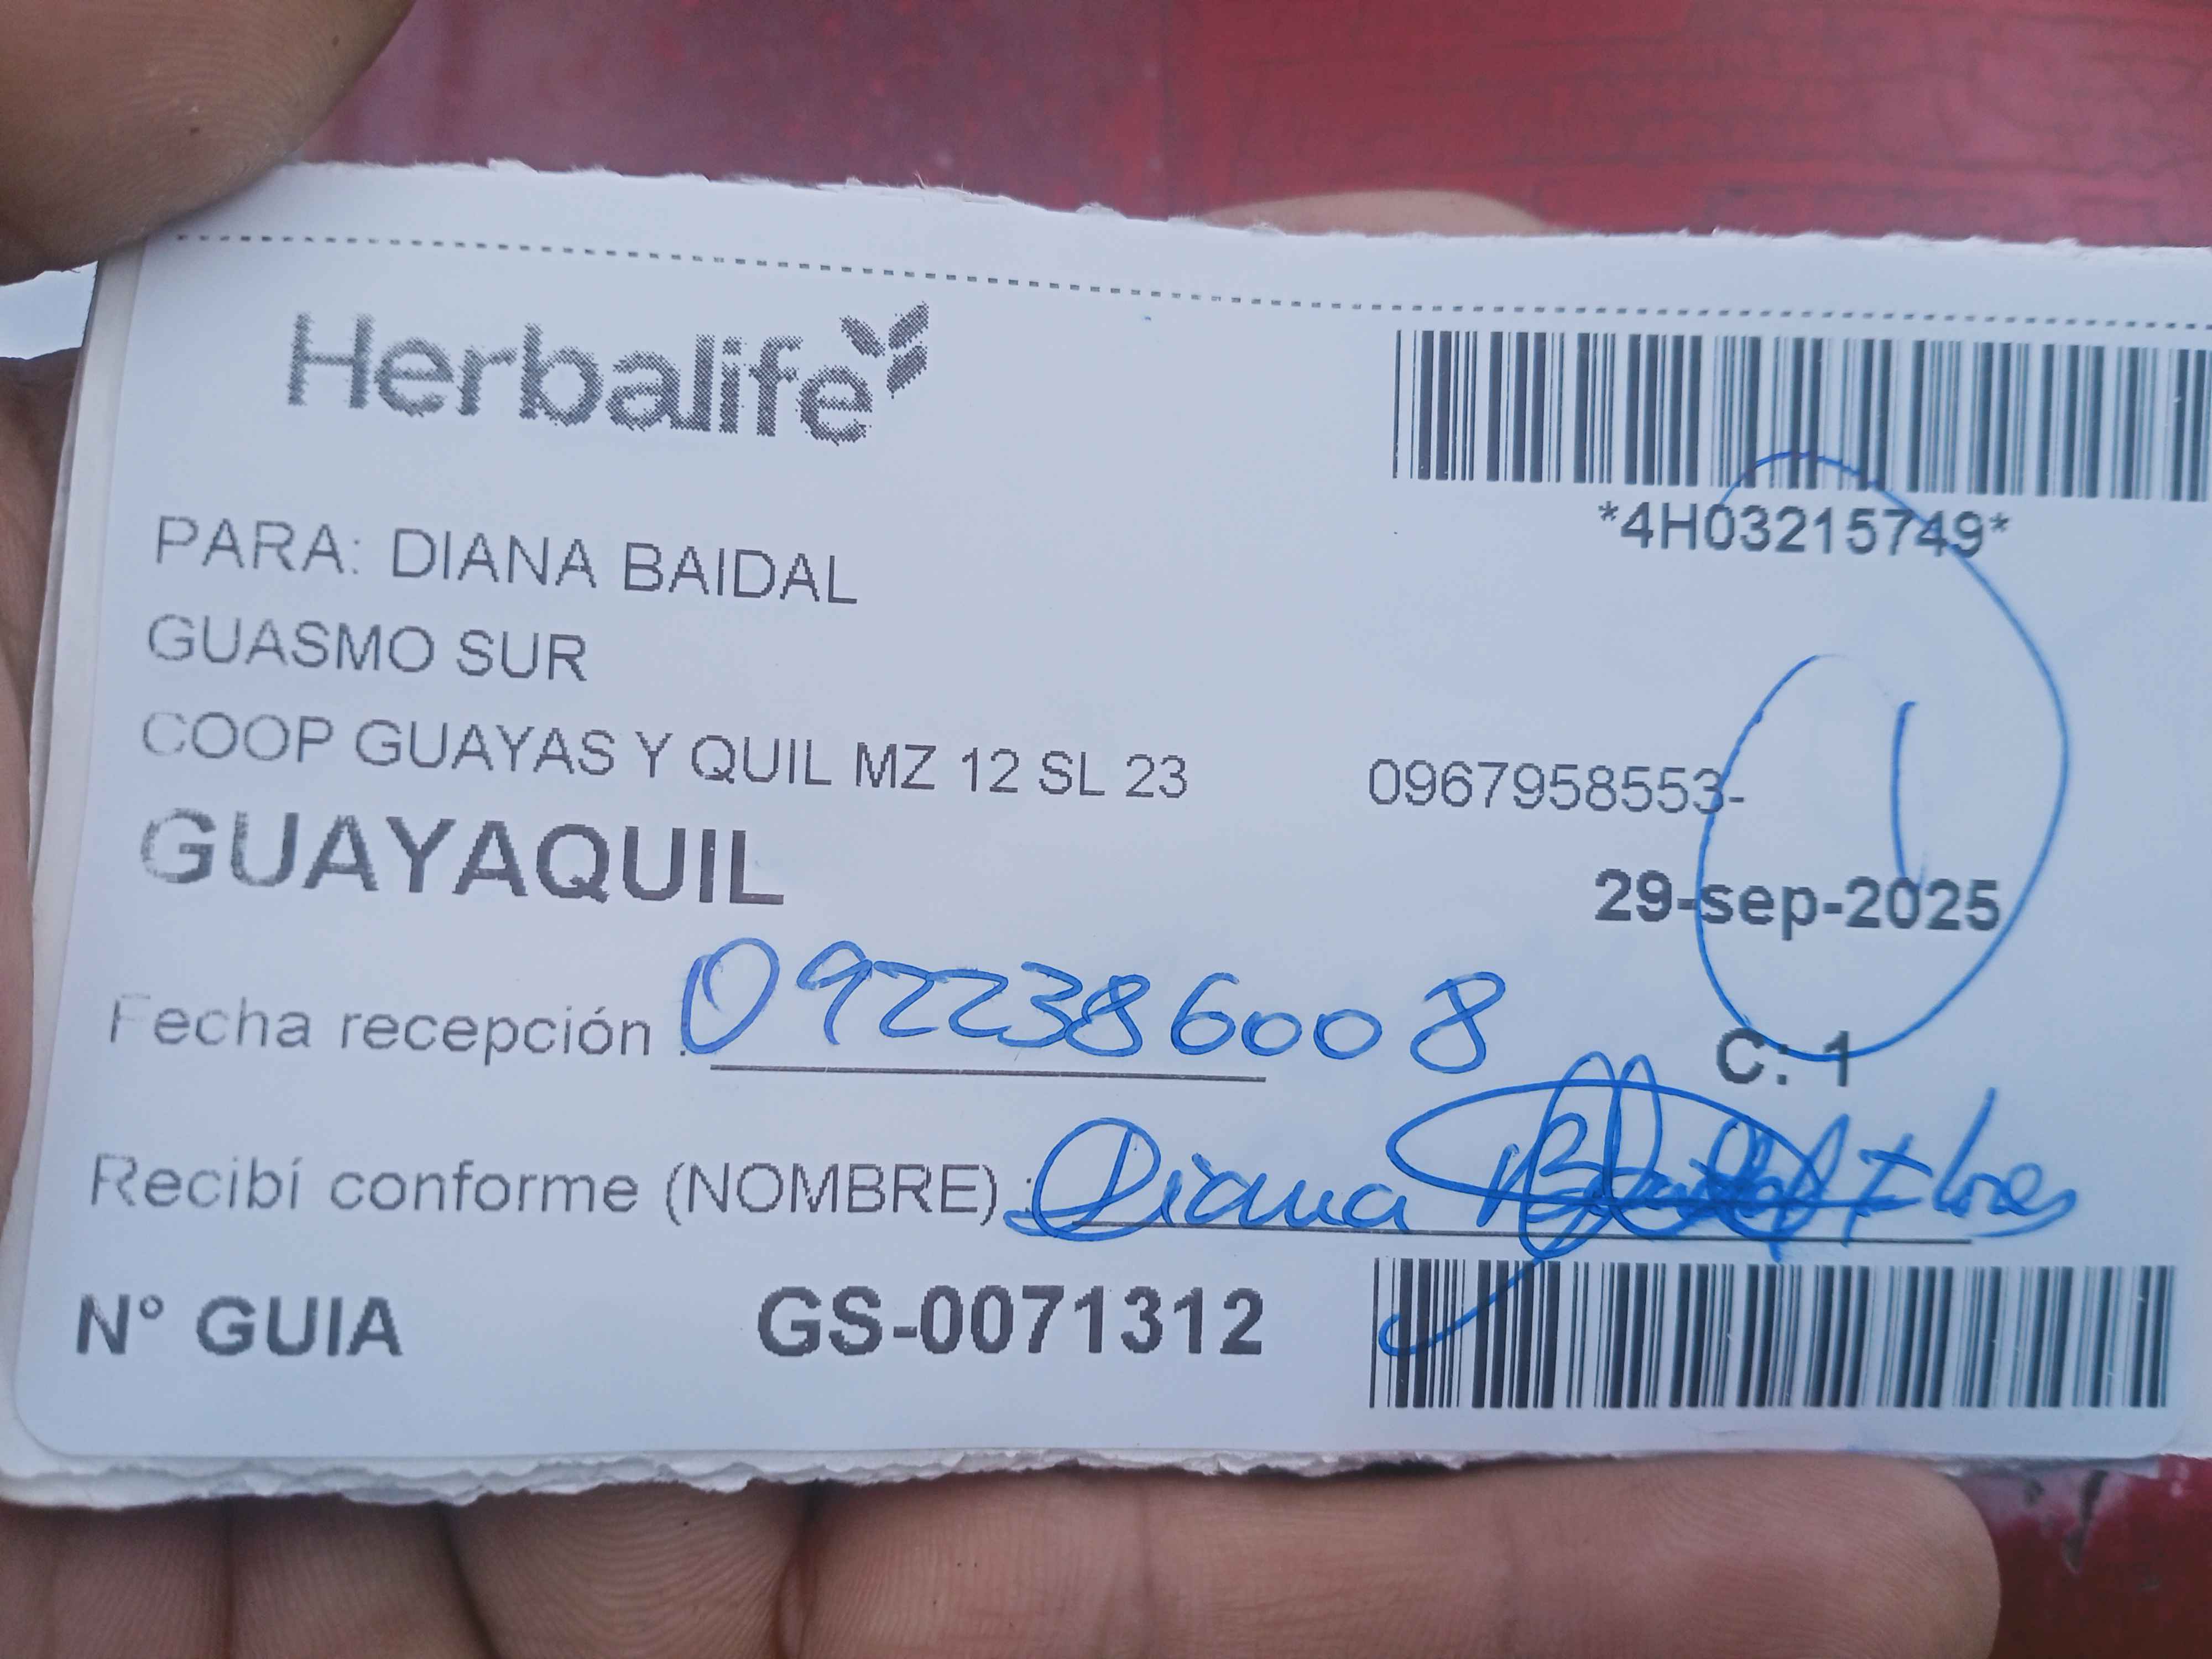 Herbalife
*4H03215749*
PARA: DIANA BAIDAL
GUASMO SUR
COOP GUAYAS Y QUIL MZ 12 SL 23 0967958553-
GUAYAQUIL 29-sep-2025
1
Fecha recepción : 0922386008
C: 1
Recibí conforme (NOMBRE) : Diana
N° GUIA GS-0071312